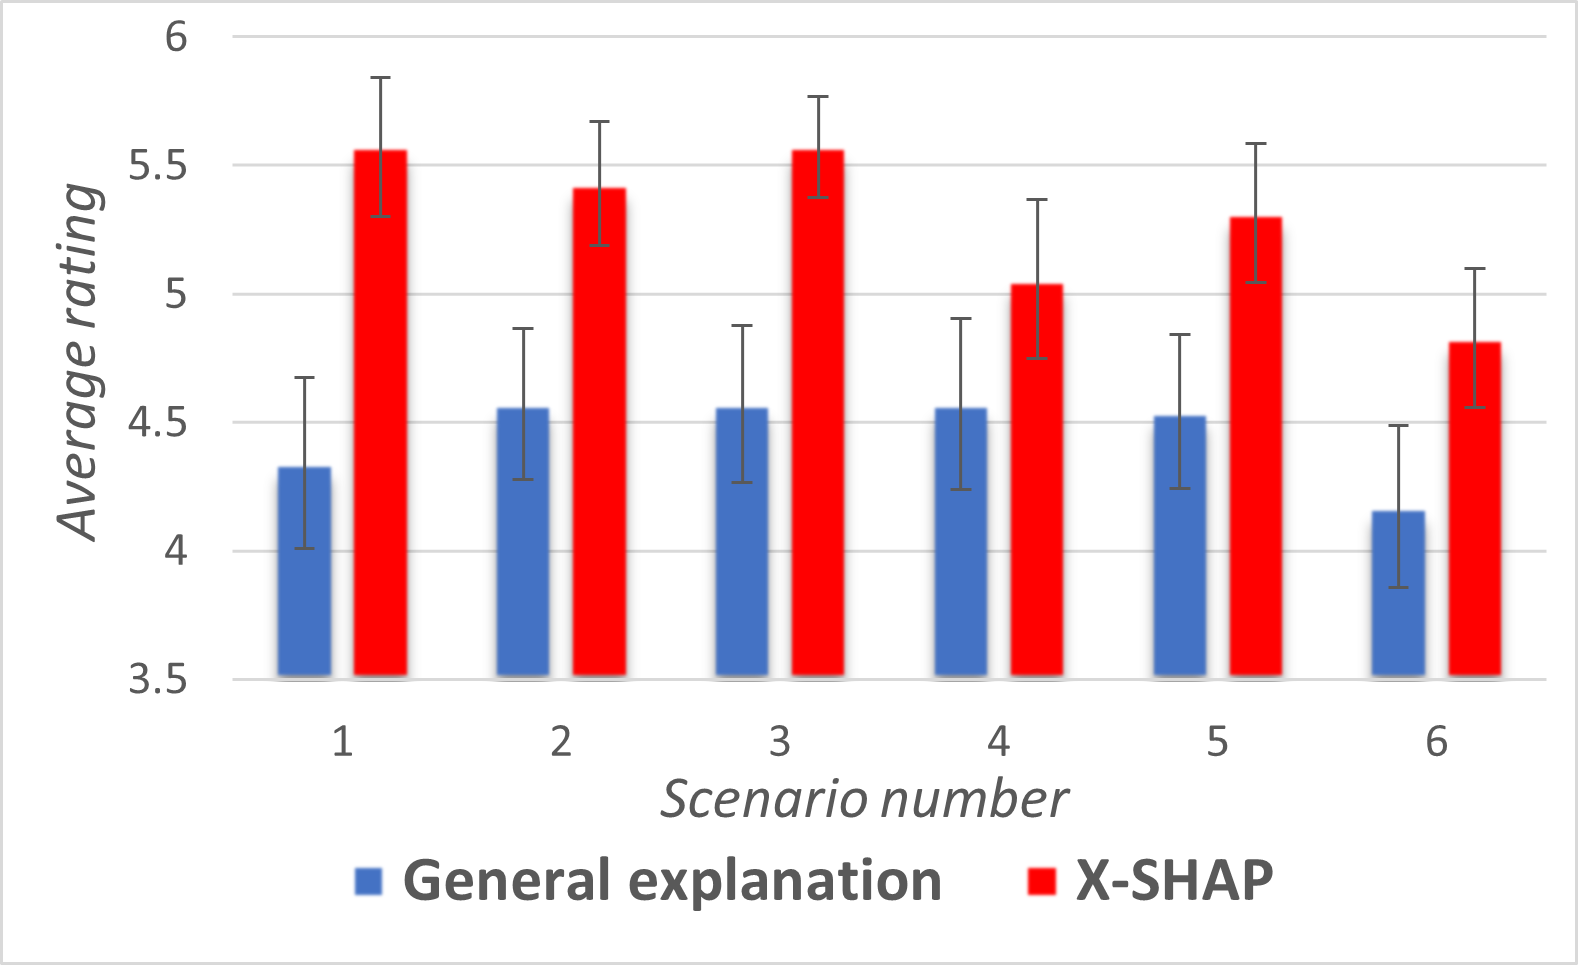 6
5.5
5
4.5
4
3.5
Average rating
1 2 3 4 5 6
Scenario number
General explanation X-SHAP